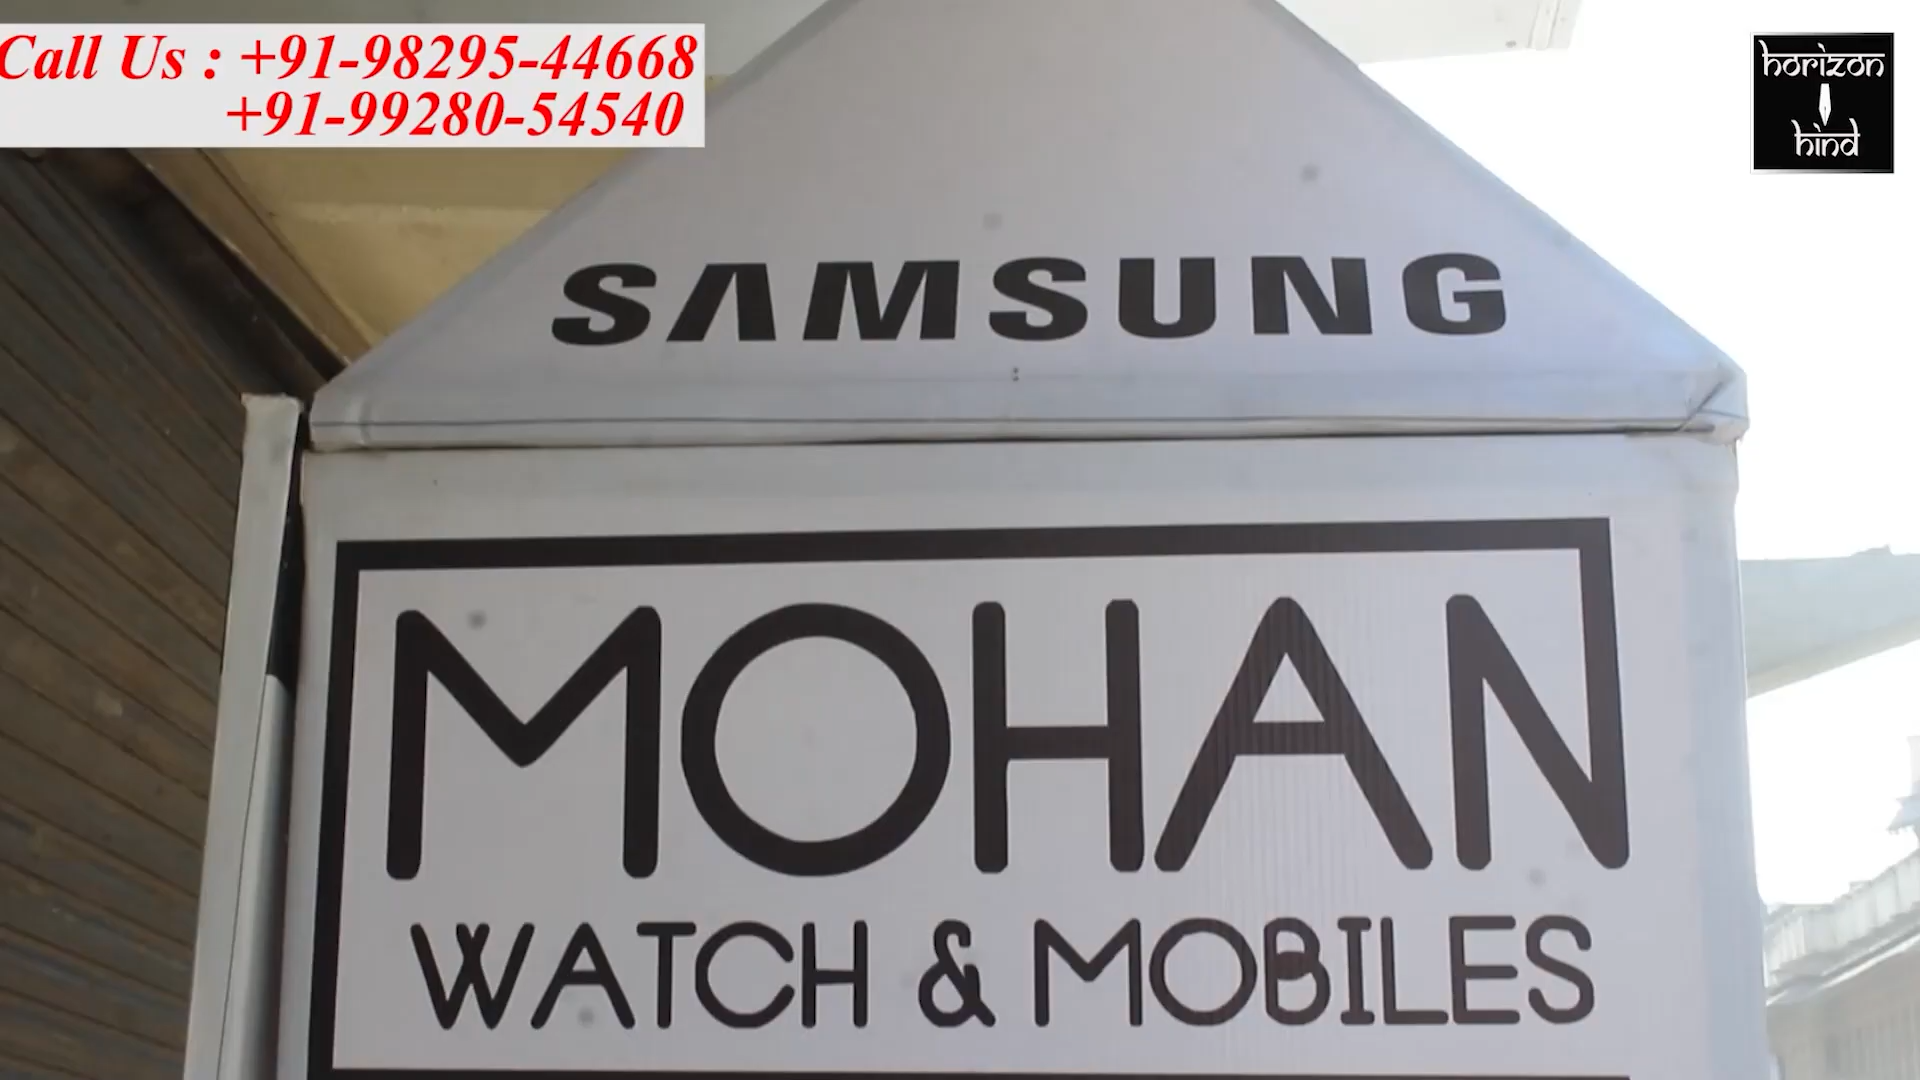 Call Us : +91-98295-44668
+91-99280-54540
horizon
hind
SAMSUNG
MOHAN
WATCH & MOBILES